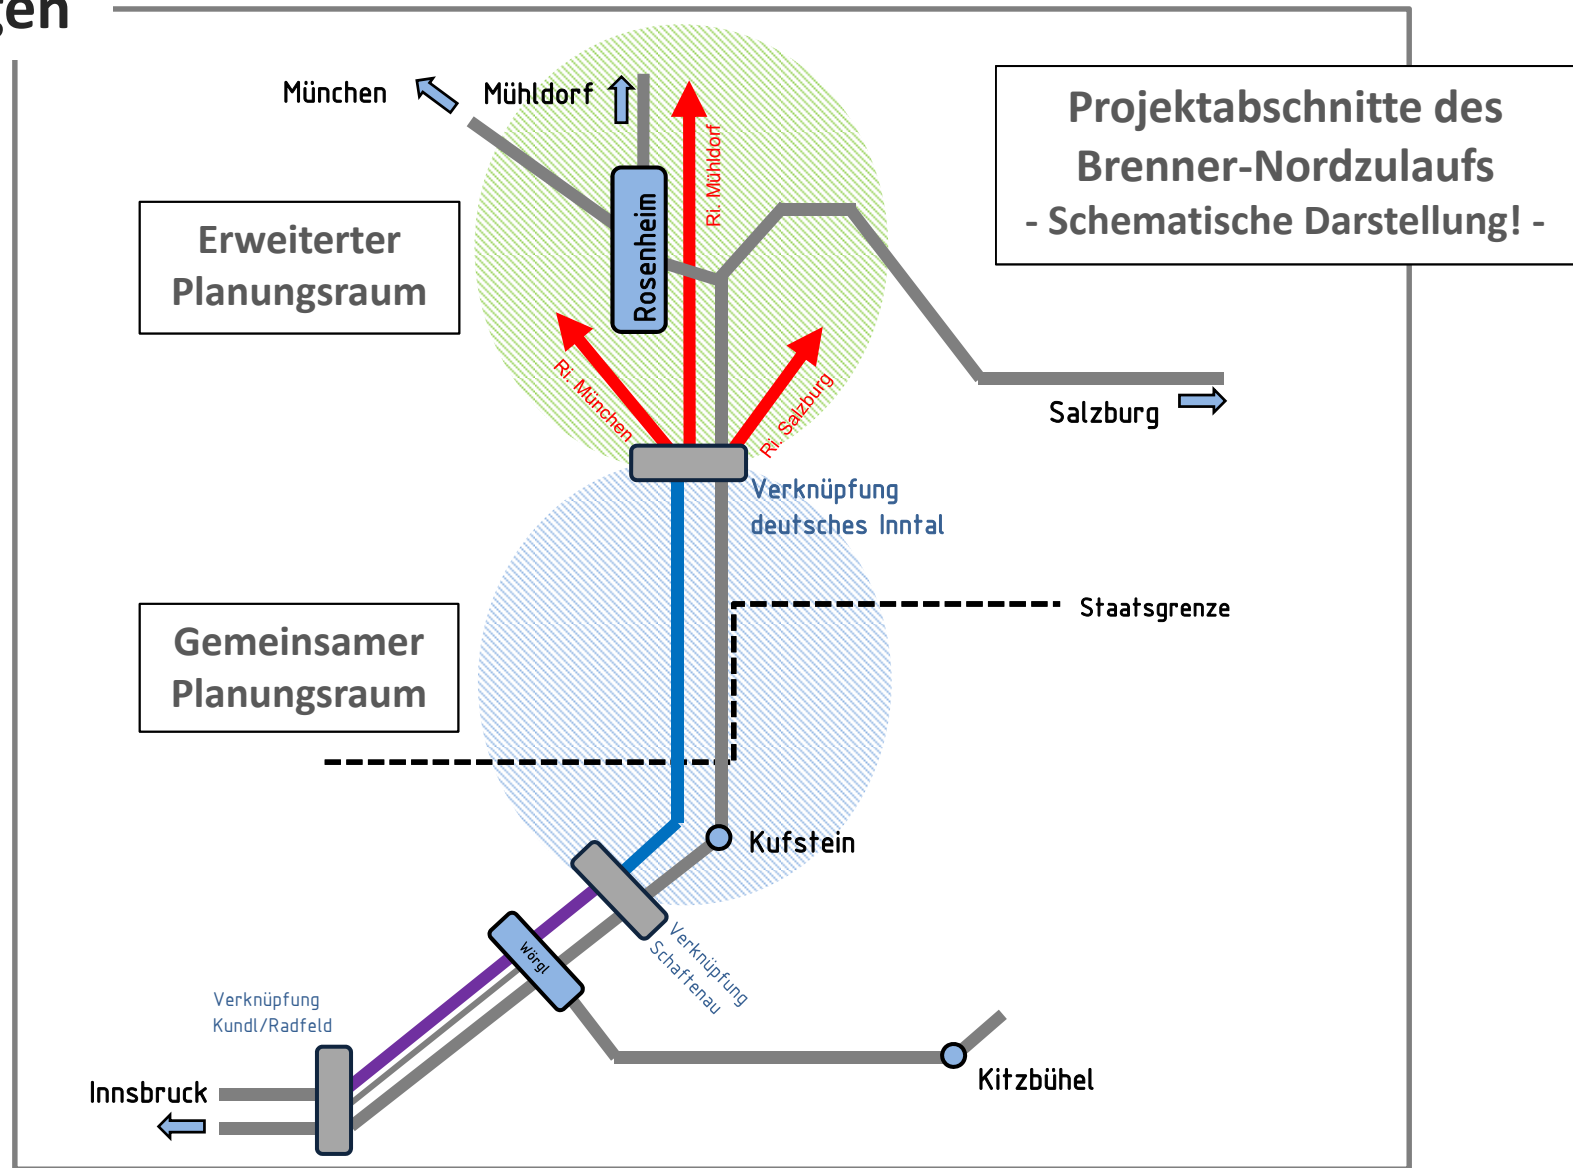 gen
Projektabschnitte des
Brenner-Nordzulaufs
- Schematische Darstellung! -
München
Mühldorf
Ri. Mühldorf
Rosenheim
Erweiterter
Planungsraum
Ri. München
Ri. Salzburg
Salzburg
Verknüpfung
deutsches Inntal
Staatsgrenze
Gemeinsamer
Planungsraum
Kufstein
Verknüpfung
Schaftenau
Wörgl
Verknüpfung
Kundl/Radfeld
Innsbruck
Kitzbühel